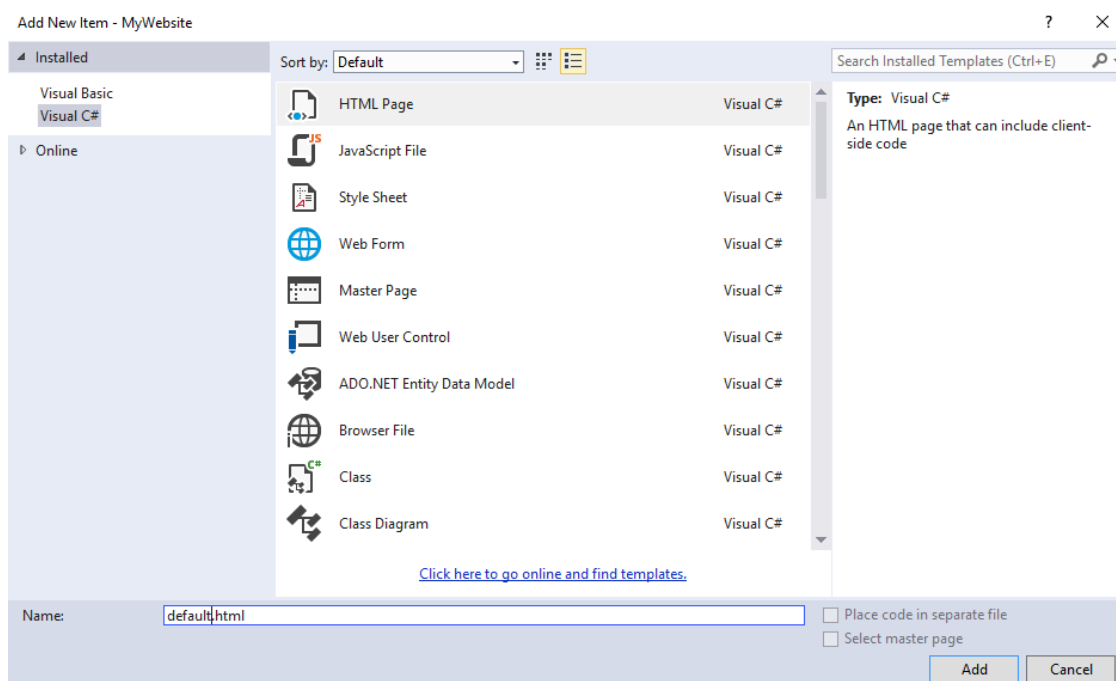 Add New Item - MyWebsite
?
Installed
Sort by: Default
Search Installed Templates (Ctrl+E)
Visual Basic
Visual C#
Online
HTML Page Visual C#
JS
JavaScript File Visual C#
A
Style Sheet Visual C#
Web Form Visual C#
Master Page Visual C#
Web User Control Visual C#
ADO.NET Entity Data Model Visual C#
Browser File Visual C#
C#
Class Visual C#
Class Diagram Visual C#
Click here to go online and find templates.
Type: Visual C#
An HTML page that can include client-
side code
Name: default.html
Place code in separate file
Select master page
Add Cancel